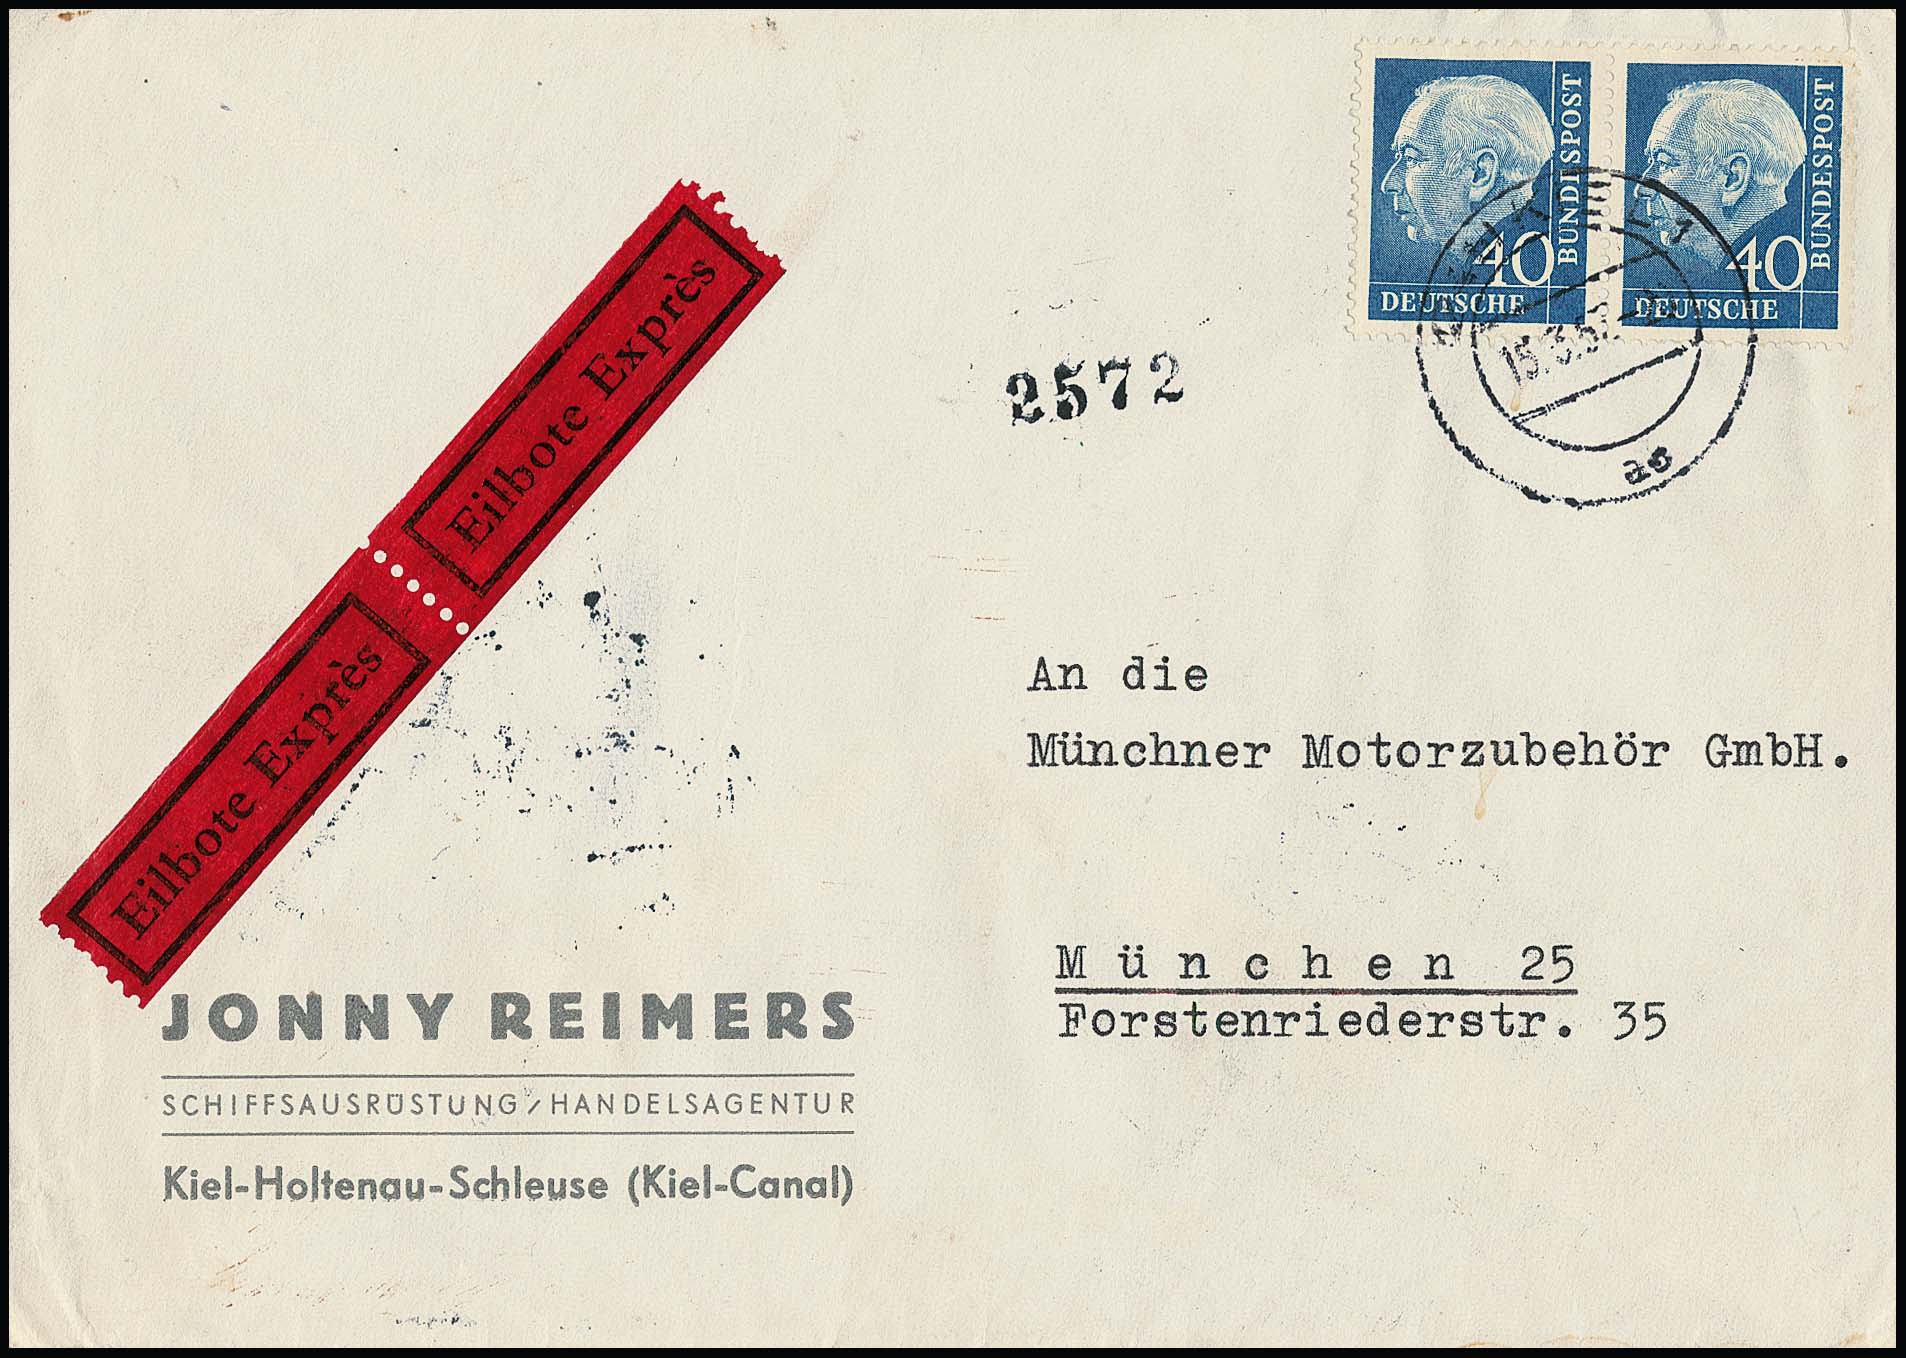 DEUTSCHE
BUNDESPOST
40
DEUTSCHE
BUNDESPOST
40
2572
Eilbote Exprès
Eilbote Exprès
An die
Münchner Motorzubehör GmbH.
München 25
Forstenriederstr. 35
JONNY REIMERS
SCHIFFSAUSRÜSTUNG/HANDELSAGENTUR
Kiel-Holtenau-Schleuse (Kiel-Canal)